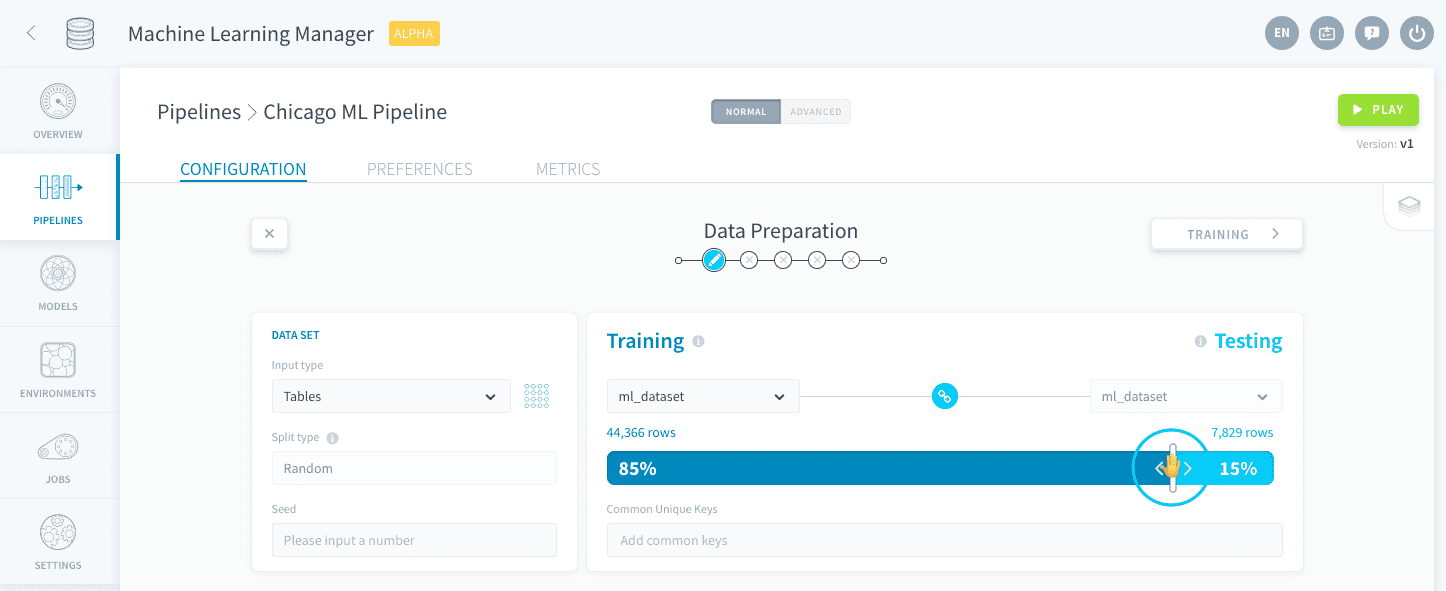 Machine Learning Manager ALPHA
EN
OVERVIEW
PIPELINES
MODELS
ENVIRONMENTS
JOBS
SETTINGS
Pipelines > Chicago ML Pipeline
NORMAL ADVANCED
PLAY
Version: v1
CONFIGURATION PREFERENCES METRICS
Data Preparation
TRAINING
DATA SET
Input type
Tables
Split type
Random
Seed
Please input a number
Training Testing
ml_dataset ml_dataset
44,366 rows 7,829 rows
85% 15%
Common Unique Keys
Add common keys